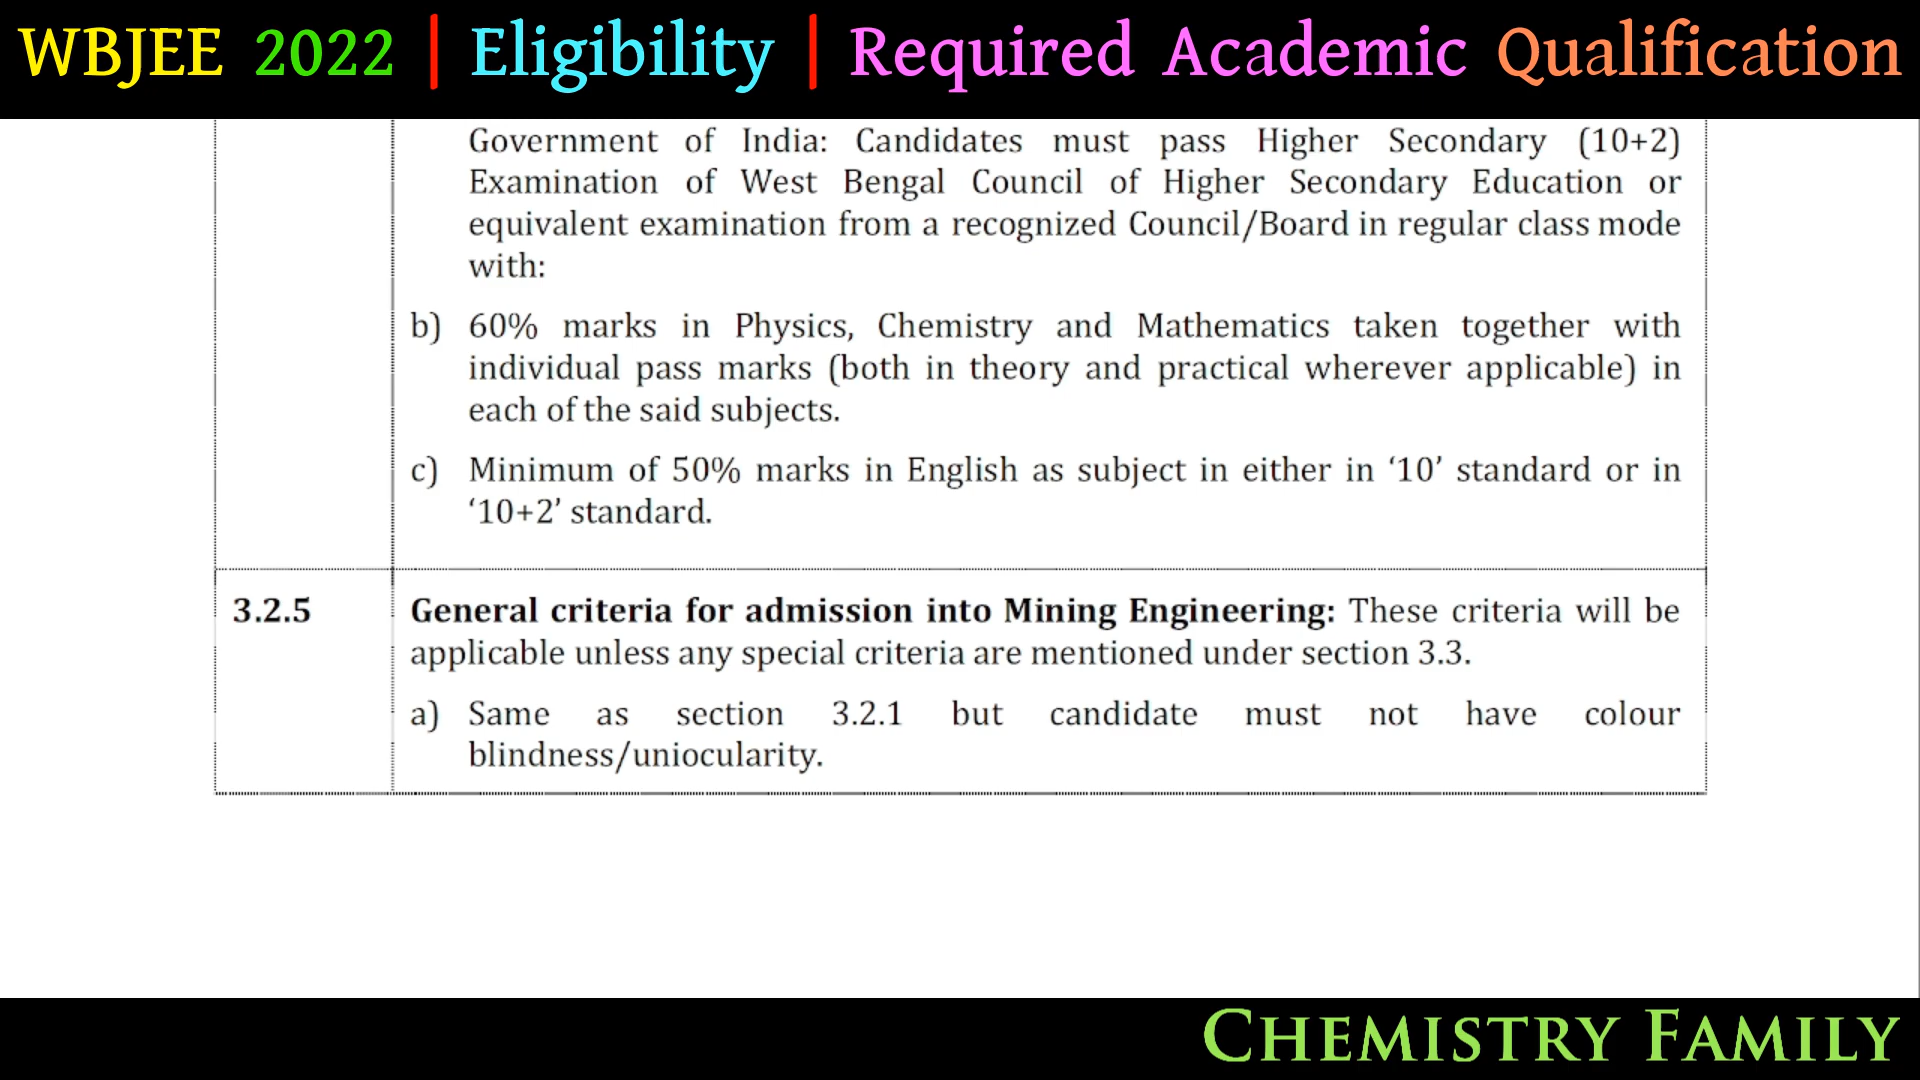 WBJEE 2022 | Eligibility | Required Academic Qualification
Government of India: Candidates must pass Higher Secondary (10+2)
Examination of West Bengal Council of Higher Secondary Education or
equivalent examination from a recognized Council/Board in regular class mode
with:
b) 60% marks in Physics, Chemistry and Mathematics taken together with
individual pass marks (both in theory and practical wherever applicable) in
each of the said subjects.
c) Minimum of 50% marks in English as subject in either in ‘10’ standard or in
‘10+2’ standard.
3.2.5 General criteria for admission into Mining Engineering: These criteria will be
applicable unless any special criteria are mentioned under section 3.3.
a) Same as section 3.2.1 but candidate must not have colour
blindness/uniocularity.
CHEMISTRY FAMILY